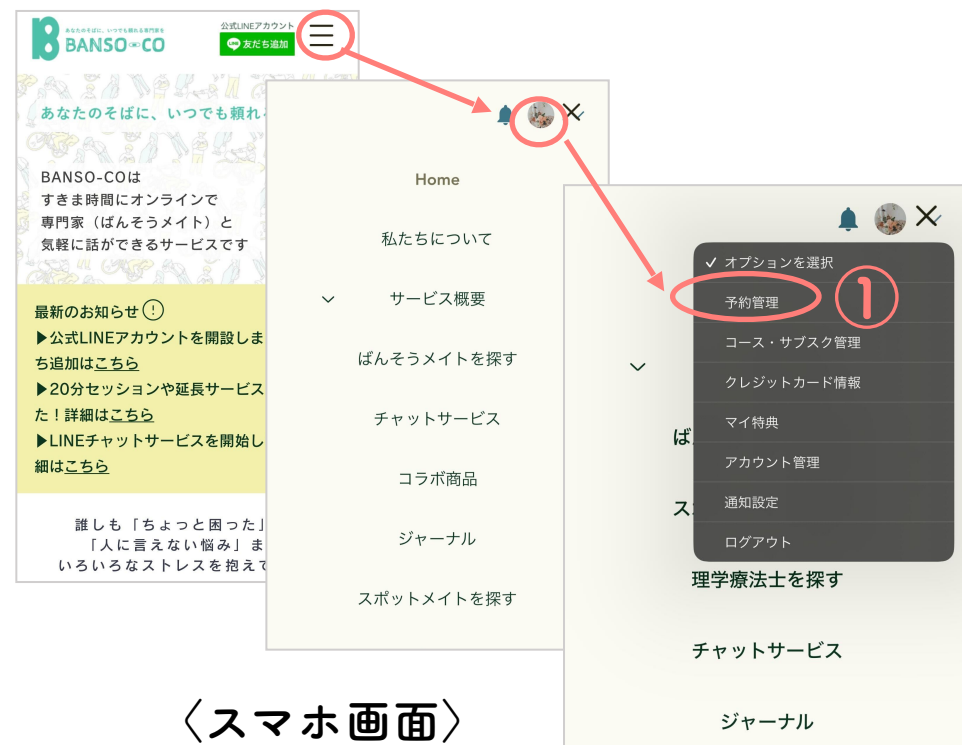 あなたのそばに、いつでも頼れる専門家を
BANSO-CO
公式LINEアカウント
LINE 友だち追加
あなたのそばに、いつでも頼れ
BANSO-COは
すきま時間にオンラインで
専門家（ばんそうメイト）と
気軽に話ができるサービスです
最新のお知らせ
▶公式LINEアカウントを開設しま
ち追加はこちら
▶20分セッションや延長サービス
た！詳細はこちら
▶LINEチャットサービスを開始し
細はこちら
誰しも「ちょっと困った」
「人に言えない悩み」ま
いろいろなストレスを抱えて
Home
私たちについて
サービス概要
ばんそうメイトを探す
チャットサービス
コラボ商品
ジャーナル
スポットメイトを探す
✓ オプションを選択
予約管理
①
コース・サブスク管理
クレジットカード情報
マイ特典
アカウント管理
通知設定
ログアウト
ば
ス
理学療法士を探す
チャットサービス
ジャーナル
〈スマホ画面〉